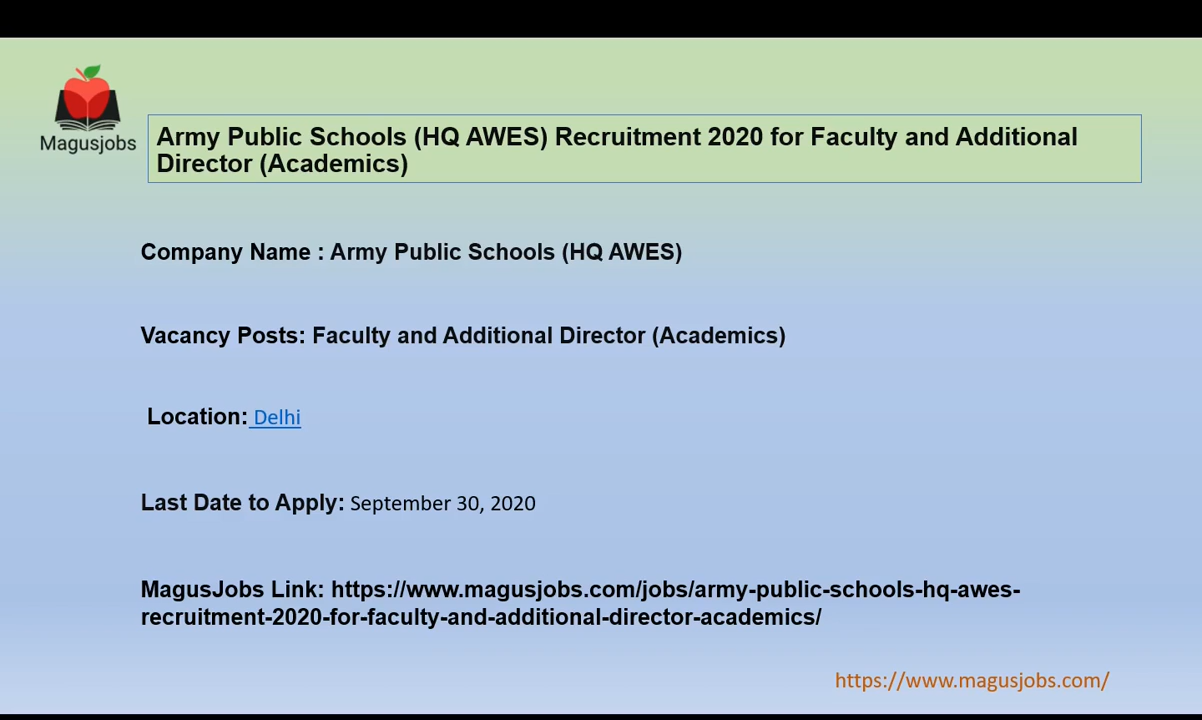 Magusjobs
Army Public Schools (HQ AWES) Recruitment 2020 for Faculty and Additional
Director (Academics)
Company Name : Army Public Schools (HQ AWES)
Vacancy Posts: Faculty and Additional Director (Academics)
Location: Delhi
Last Date to Apply: September 30, 2020
MagusJobs Link: https://www.magusjobs.com/jobs/army-public-schools-hq-awes-
recruitment-2020-for-faculty-and-additional-director-academics/
https://www.magusjobs.com/